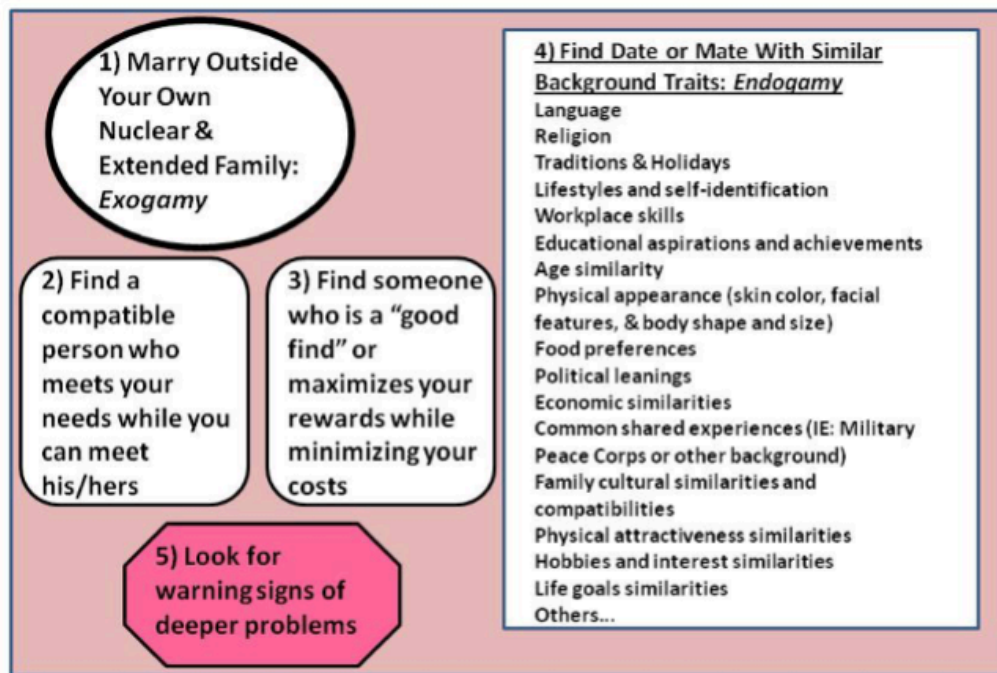 1) Marry Outside
Your Own
Nuclear &
Extended Family:
Exogamy
2) Find a
compatible
person who
meets your
needs while you
can meet
his/hers
3) Find someone
who is a “good
find” or
maximizes your
rewards while
minimizing your
costs
4) Find Date or Mate With Similar
Background Traits: Endogamy
Language
Religion
Traditions & Holidays
Lifestyles and self-identification
Workplace skills
Educational aspirations and achievements
Age similarity
Physical appearance (skin color, facial
features, & body shape and size)
Food preferences
Political leanings
Economic similarities
Common shared experiences (IE: Military
Peace Corps or other background)
Family cultural similarities and
compatibilities
Physical attractiveness similarities
Hobbies and interest similarities
Life goals similarities
Others...
5) Look for
warning signs of
deeper problems